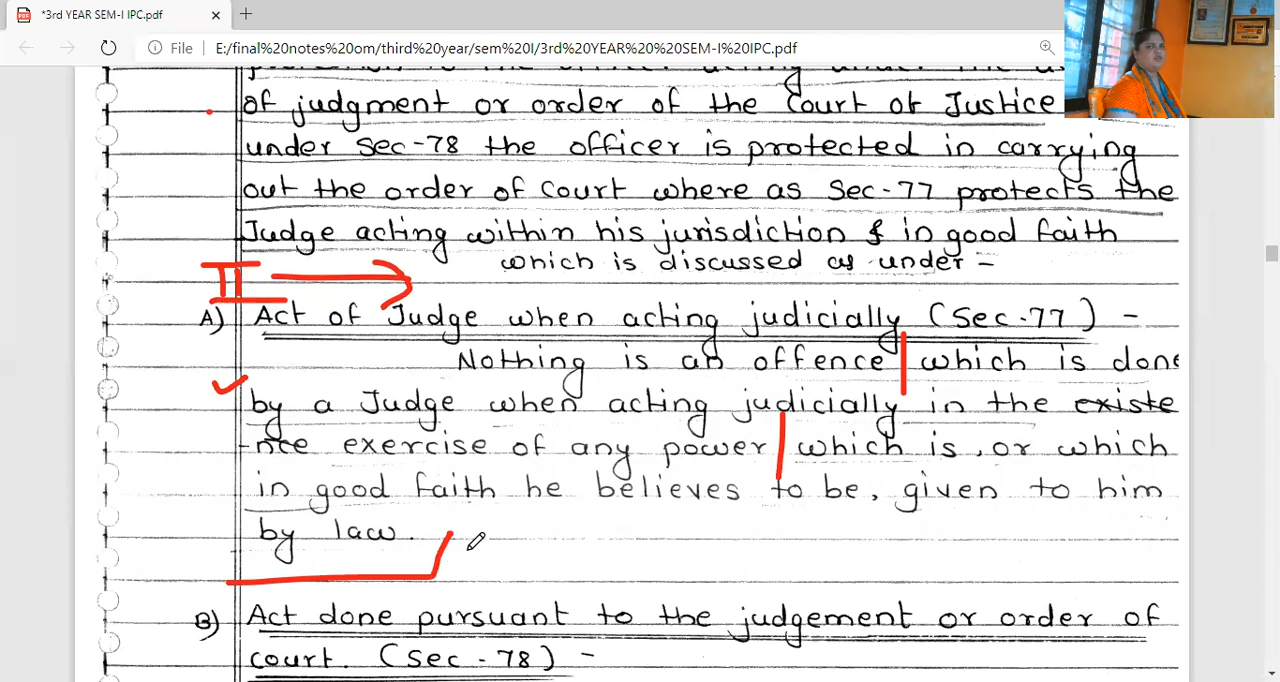 *3rd YEAR SEM-I IPC.pdf
File E:/final%20notes%20om/third%20year/sem%20I/3rd%20YEAR%20%20SEM-I%20IPC.pdf
of judgment or order of the Court of Justice
under sec-78 the officer is protected in carrying
out the order of court where as sec-77 protects the
Judge acting within his jurisdiction & in good faith
which is discussed as under -
II
A) Act of Judge when acting judicially (Sec-77) -
Nothing is an offence which is done
by a Judge when acting judicially in the existe
-nce exercise of any power which is, or which
in good faith he believes to be, given to him
by law.
B) Act done pursuant to the judgement or order of
court. (Sec-78) -